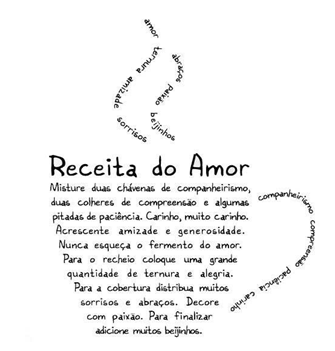 amor ternura amizade sorrisos
abraços paixão beijinhos
Receita do Amor
Misture duas chávenas de companheirismo,
duas colheres de compreensão e algumas
pitadas de paciência. Carinho, muito carinho.
Acrescente amizade e generosidade.
Nunca esqueça o fermento do amor.
Para o recheio coloque uma grande
quantidade de ternura e alegria.
Para a cobertura distribua muitos
sorrisos e abraços. Decore
com paixão. Para finalizar
adicione muitos beijinhos.
companheirismo compreensão paciência carinho